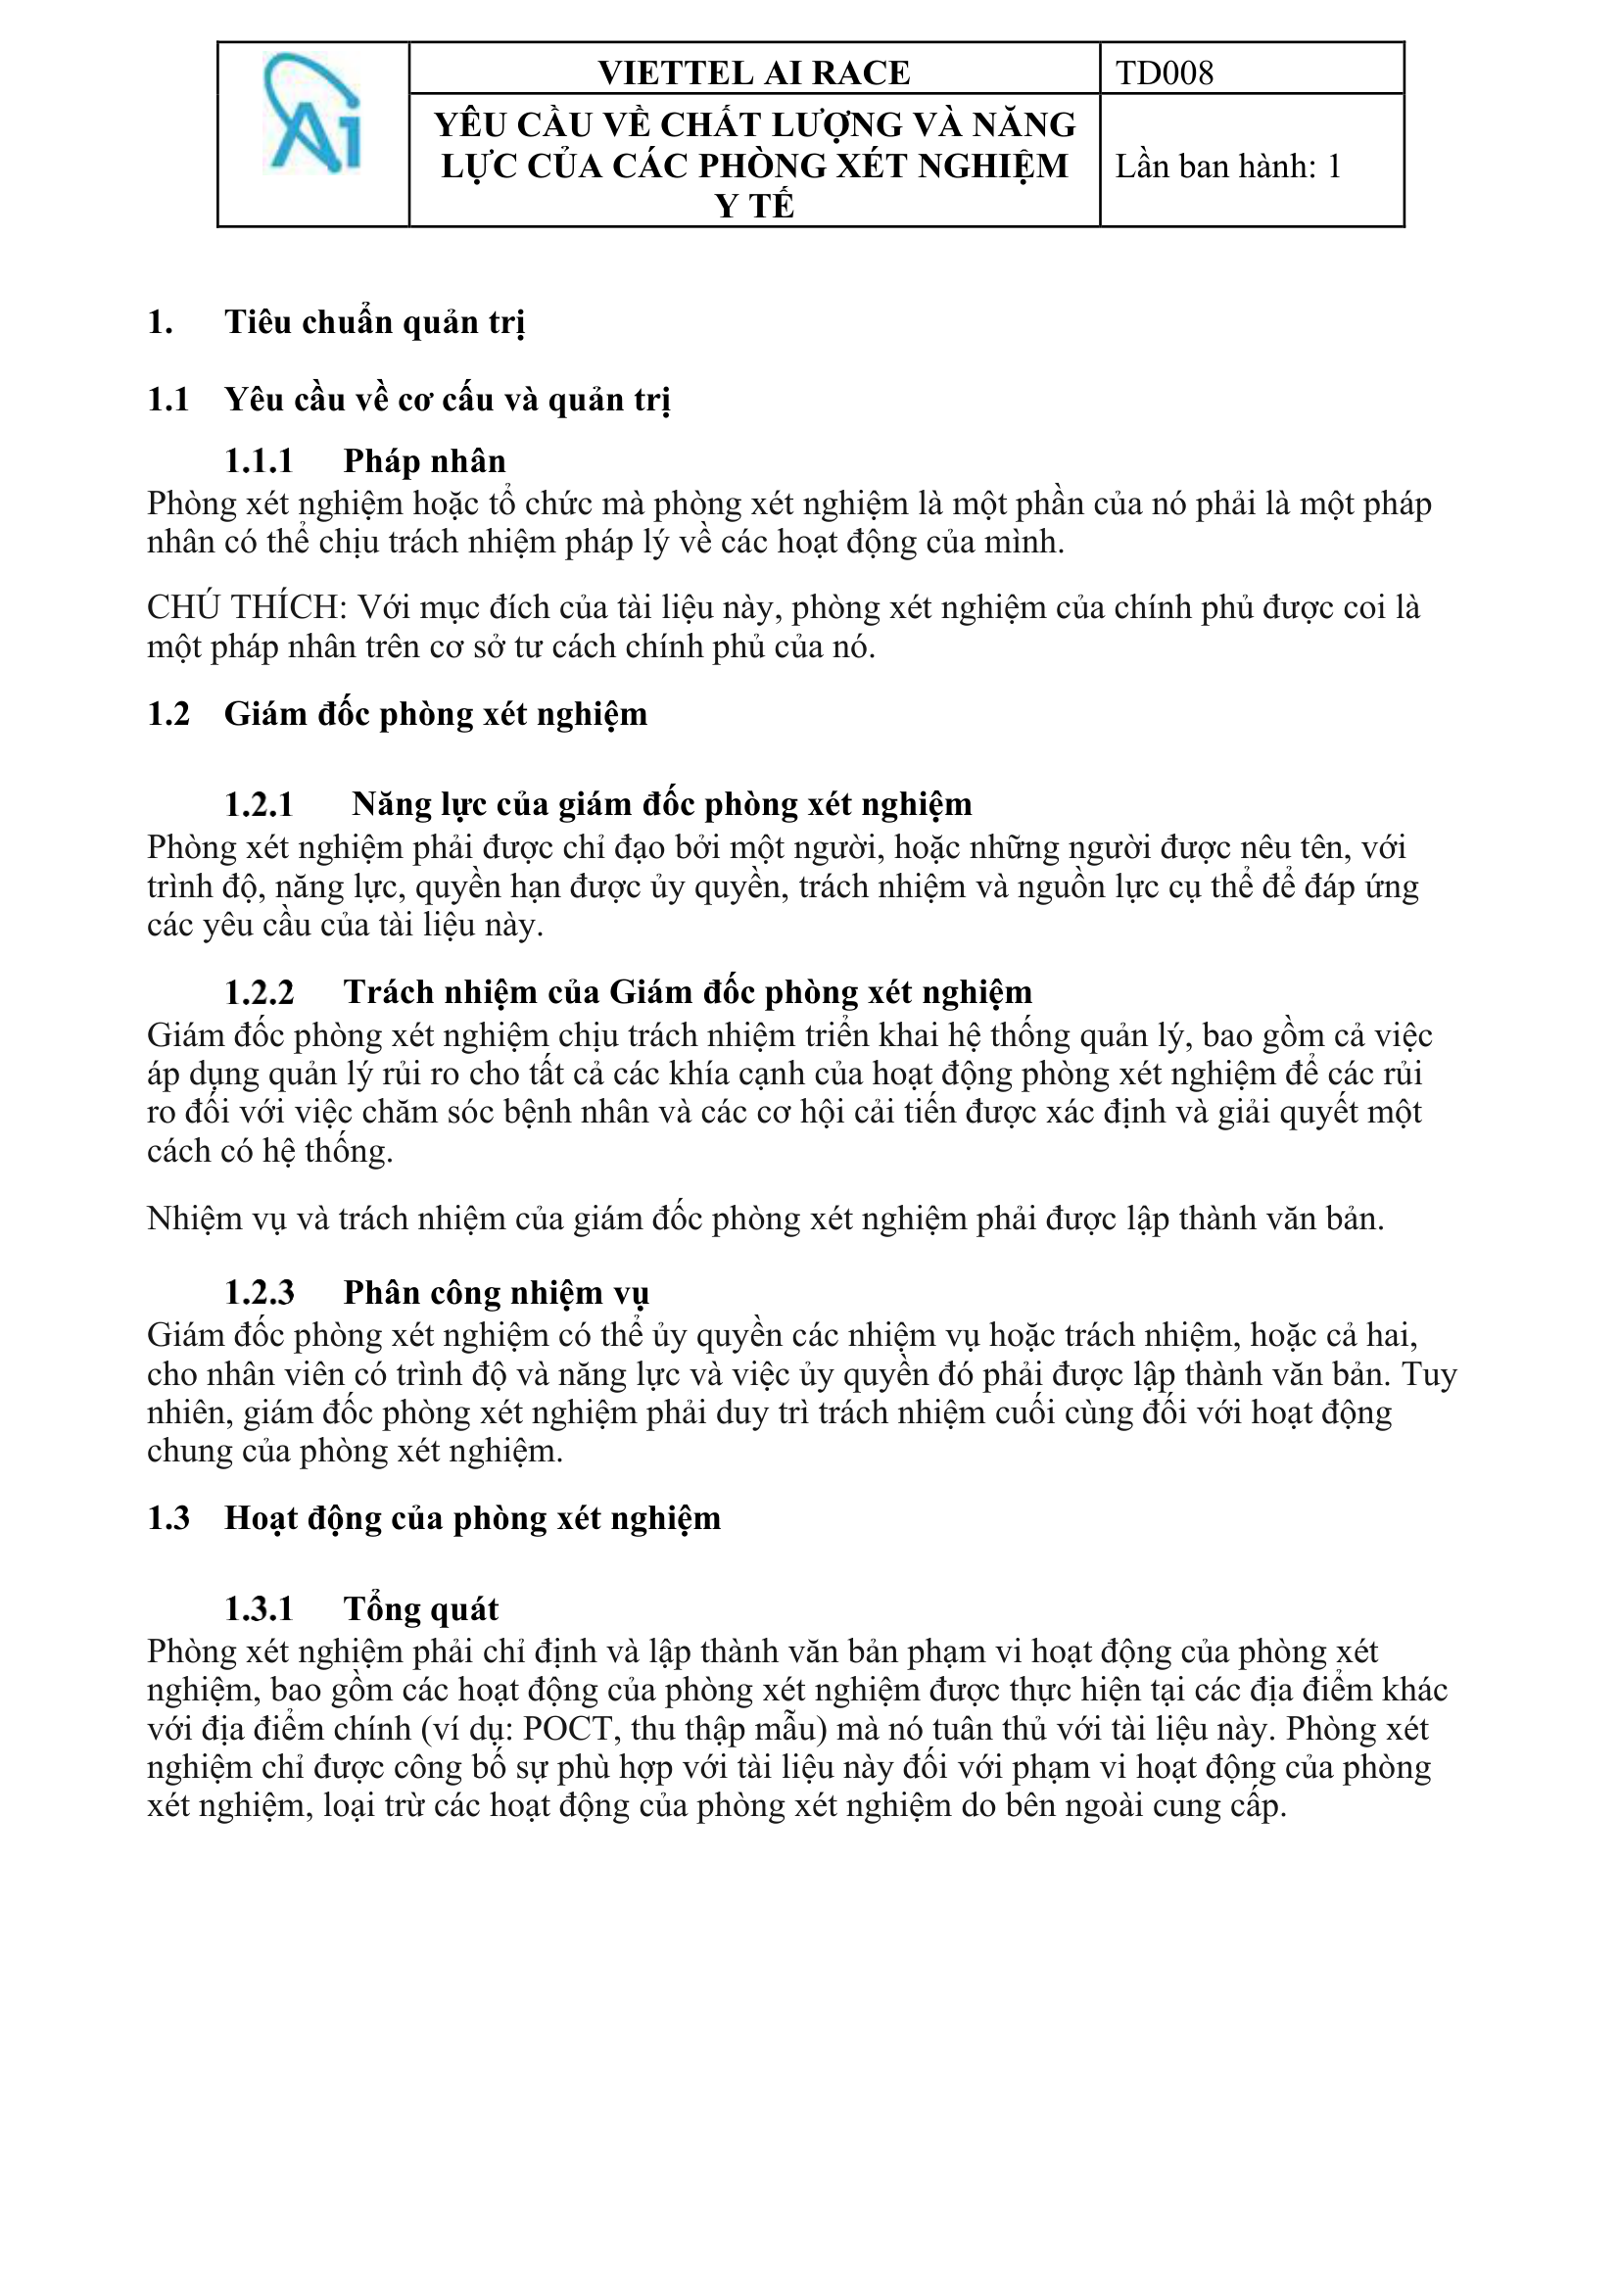 Ai
VIETTEL AI RACE
TD008
YÊU CẦU VỀ CHẤT LƯỢNG VÀ NĂNG
LỰC CỦA CÁC PHÒNG XÉT NGHIỆM
Y TẾ
Lần ban hành: 1
1. Tiêu chuẩn quản trị
1.1 Yêu cầu về cơ cấu và quản trị
1.1.1 Pháp nhân
Phòng xét nghiệm hoặc tổ chức mà phòng xét nghiệm là một phần của nó phải là một pháp
nhân có thể chịu trách nhiệm pháp lý về các hoạt động của mình.
CHÚ THÍCH: Với mục đích của tài liệu này, phòng xét nghiệm của chính phủ được coi là
một pháp nhân trên cơ sở tư cách chính phủ của nó.
1.2 Giám đốc phòng xét nghiệm
1.2.1 Năng lực của giám đốc phòng xét nghiệm
Phòng xét nghiệm phải được chỉ đạo bởi một người, hoặc những người được nêu tên, với
trình độ, năng lực, quyền hạn được ủy quyền, trách nhiệm và nguồn lực cụ thể để đáp ứng
các yêu cầu của tài liệu này.
1.2.2 Trách nhiệm của Giám đốc phòng xét nghiệm
Giám đốc phòng xét nghiệm chịu trách nhiệm triển khai hệ thống quản lý, bao gồm cả việc
áp dụng quản lý rủi ro cho tất cả các khía cạnh của hoạt động phòng xét nghiệm để các rủi
ro đối với việc chăm sóc bệnh nhân và các cơ hội cải tiến được xác định và giải quyết một
cách có hệ thống.
Nhiệm vụ và trách nhiệm của giám đốc phòng xét nghiệm phải được lập thành văn bản.
1.2.3 Phân công nhiệm vụ
Giám đốc phòng xét nghiệm có thể ủy quyền các nhiệm vụ hoặc trách nhiệm, hoặc cả hai,
cho nhân viên có trình độ và năng lực và việc ủy quyền đó phải được lập thành văn bản. Tuy
nhiên, giám đốc phòng xét nghiệm phải duy trì trách nhiệm cuối cùng đối với hoạt động
chung của phòng xét nghiệm.
1.3 Hoạt động của phòng xét nghiệm
1.3.1 Tổng quát
Phòng xét nghiệm phải chỉ định và lập thành văn bản phạm vi hoạt động của phòng xét
nghiệm, bao gồm các hoạt động của phòng xét nghiệm được thực hiện tại các địa điểm khác
với địa điểm chính (ví dụ: POCT, thu thập mẫu) mà nó tuân thủ với tài liệu này. Phòng xét
nghiệm chỉ được công bố sự phù hợp với tài liệu này đối với phạm vi hoạt động của phòng
xét nghiệm, loại trừ các hoạt động của phòng xét nghiệm do bên ngoài cung cấp.